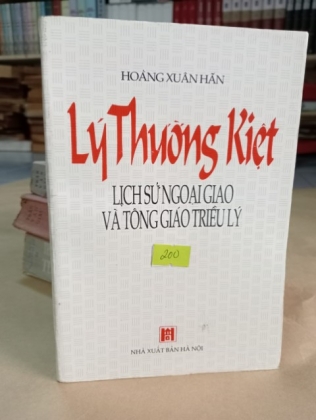 HOÀNG XUÂN HÃN
Lý Thường Kiệt
LỊCH SỬ NGOẠI GIAO
VÀ TÔNG GIÁO TRIỀU LÝ
200
NHÀ XUẤT BẢN HÀ NỘI